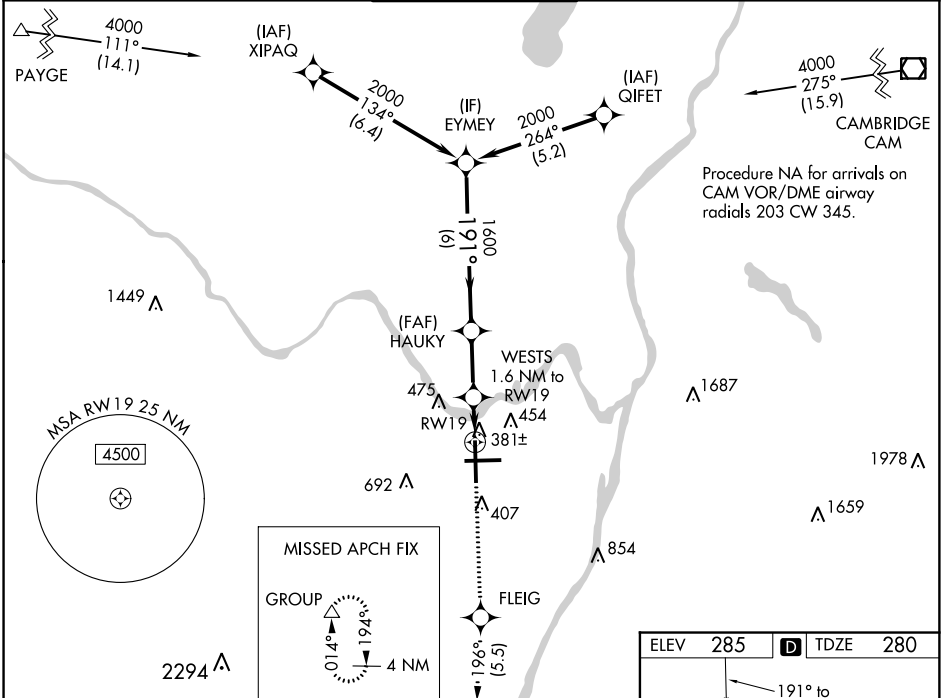 4000
111°
(14.1)
PAYGE
(IAF)
XIPAQ
2000
134°
(6.4)
(IF)
EYMEY
2000
264°
(5.2)
(IAF)
QIFET
4000
275°
(15.9)
CAMBRIDGE
CAM
Procedure NA for arrivals on
CAM VOR/DME airway
radials 203 CW 345.
1600
191°
(6)
1449
(FAF)
HAUKY
WESTS
1.6 NM to
RW19
475
454
RW19
381±
1687
1978
1659
692
407
854
MSA RW19 25 NM
4500
MISSED APCH FIX
GROUP
014°
194°
4 NM
FLEIG
196°
(5.5)
2294
ELEV 285 D TDZE 280
191° to